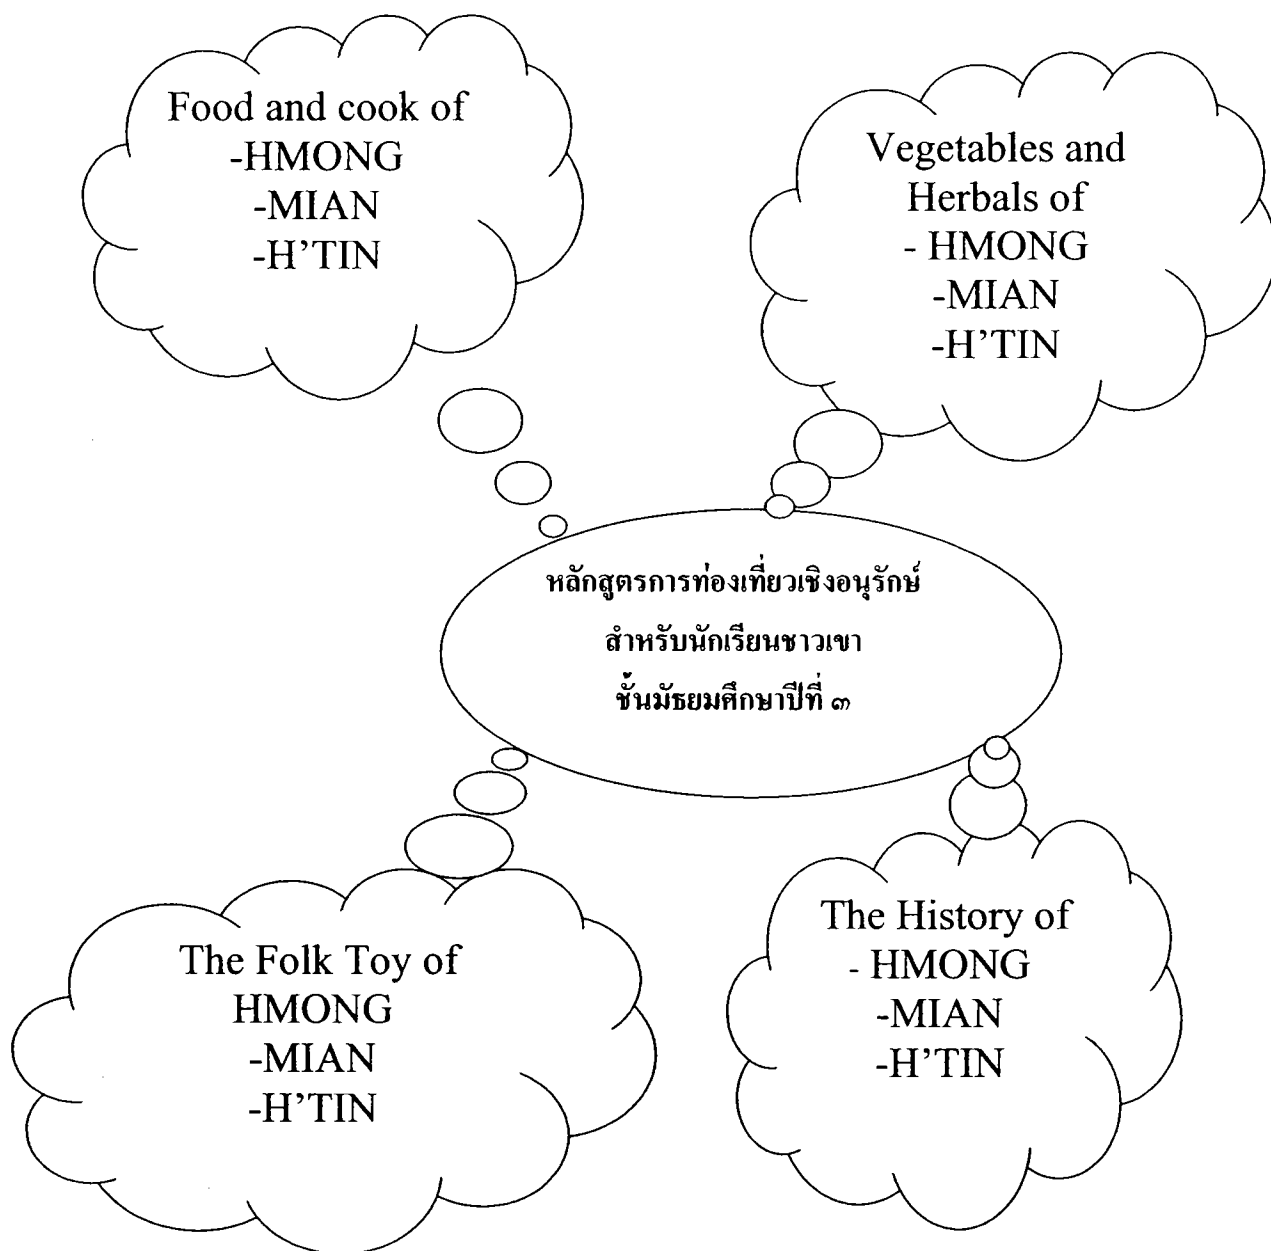 Food and cook of
-HMONG
-MIAN
-H’TIN
Vegetables and
Herbals of
- HMONG
-MIAN
-H’TIN
หลักสูตรการท่องเที่ยวเชิงอนุรักษ์
สำหรับนักเรียนชาวเขา
ชั้นมัธยมศึกษาปีที่ ๓
The Folk Toy of
HMONG
-MIAN
-H’TIN
The History of
- HMONG
-MIAN
-H’TIN